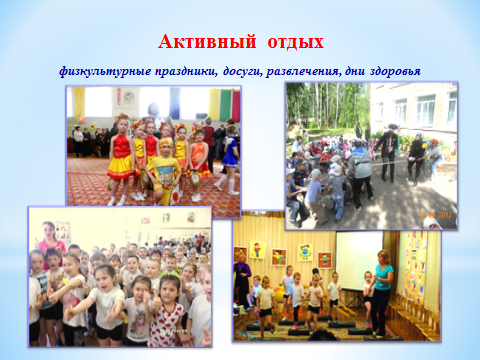 Активный отдых
физкультурные праздники, досуги, развлечения, дни здоровья